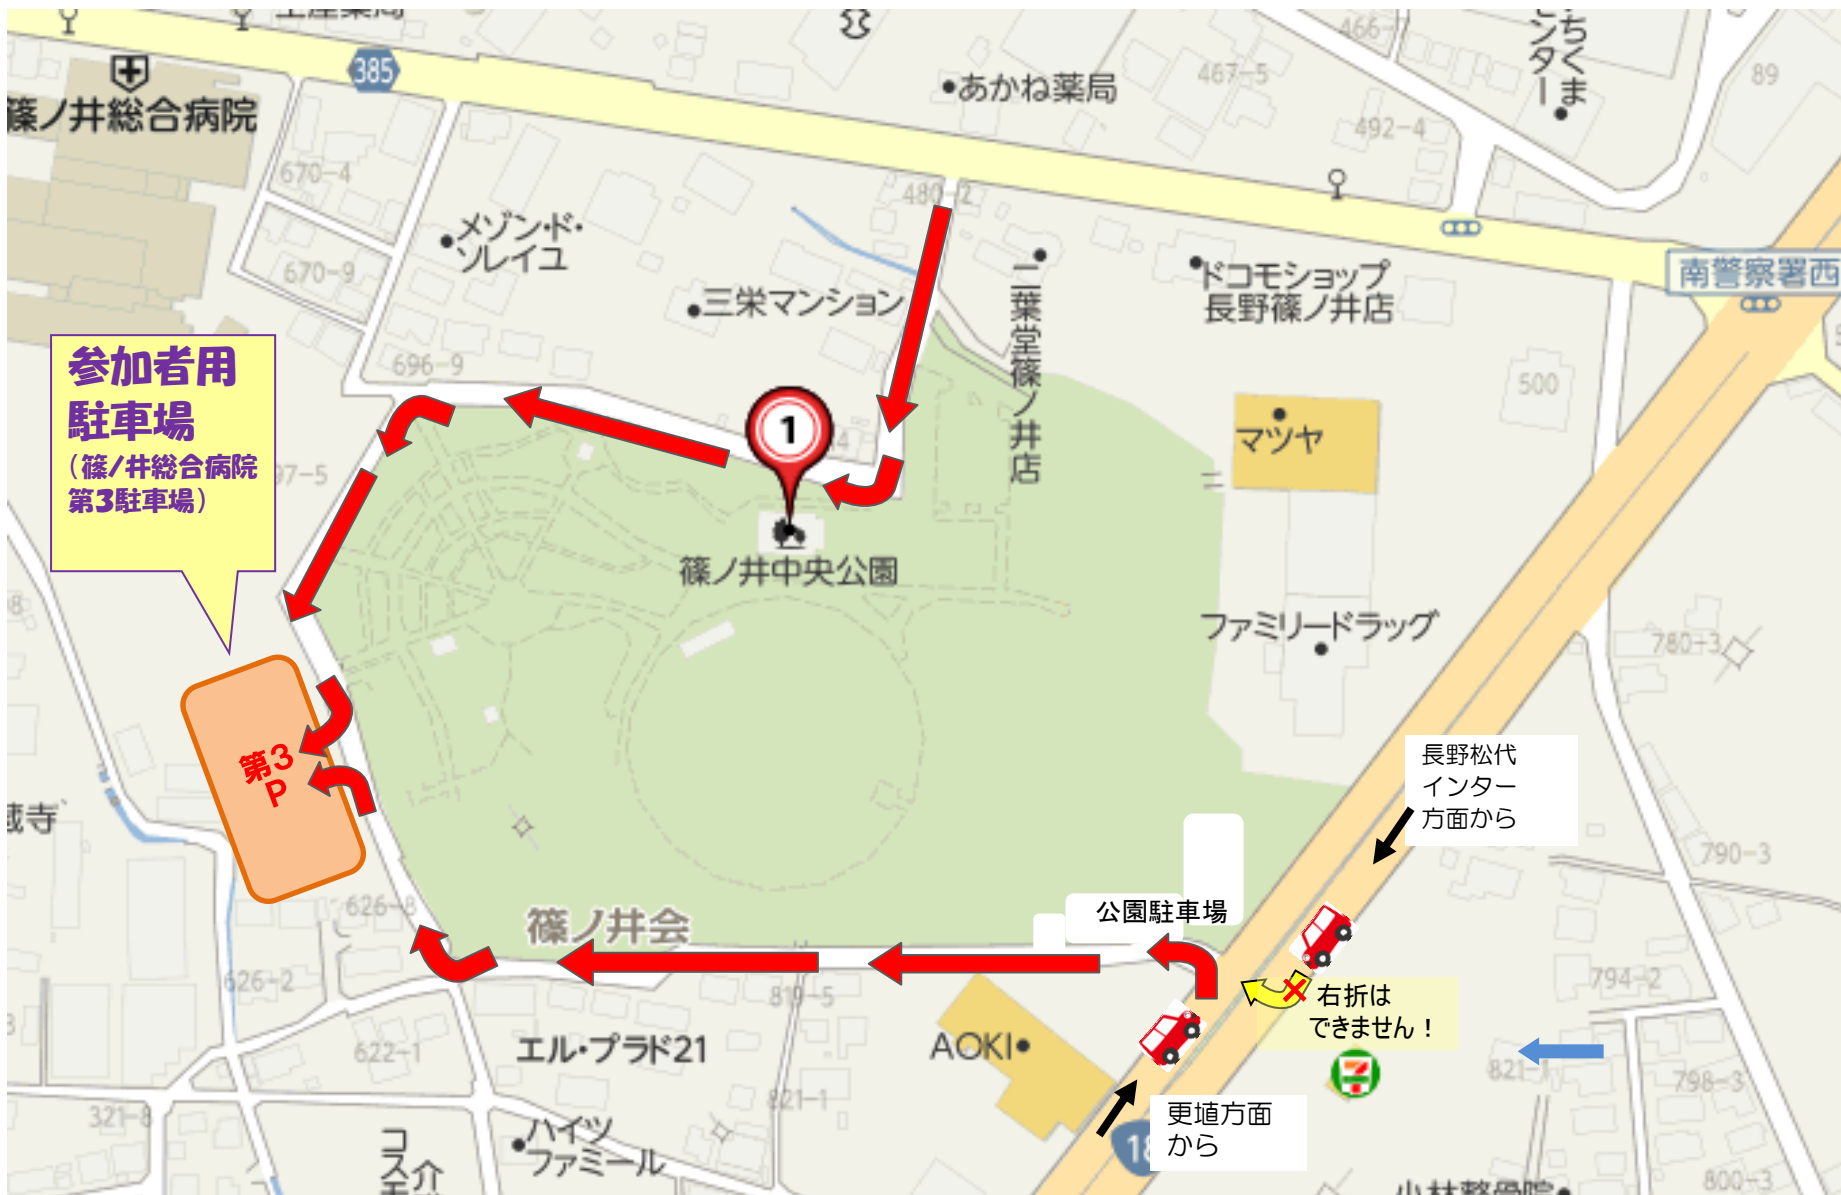 385
篠ノ井総合病院
あかね薬局
466
467-5
492-4
ちくま
センター
89
670-4
480-2
メゾン・ド・
ソレイユ
670-9
三栄マンション
二葉堂篠ノ井店
ドコモショップ
長野篠ノ井店
南警察署西
参加者用
駐車場
(篠ノ井総合病院
第3駐車場)
696-9
97-5
1
マツヤ
500
篠ノ井中央公園
ファミリードラッグ
780-3
第3
P
長野松代
インター
方面から
蔵寺
790-3
626-8
篠ノ井会
公園駐車場
626-2
819-5
794-2
右折は
できません！
622-1
エル・プラド21
AOKI
821-1
798-3
321-8
821-1
ハイツ
ファミール
更埴方面
から
18
小林整骨院
800-3